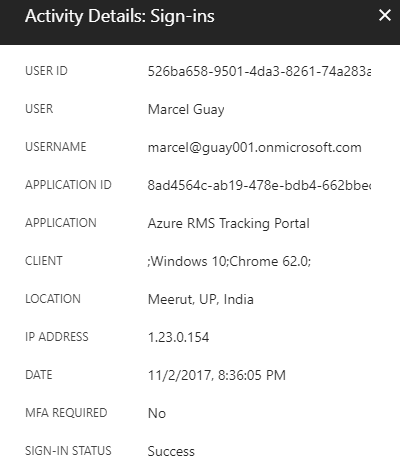 Activity Details: Sign-ins
USER ID 526ba658-9501-4da3-8261-74a283a
USER Marcel Guay
USERNAME marcel@guay001.onmicrosoft.com
APPLICATION ID 8ad4564c-ab19-478e-bdb4-662bbec
APPLICATION Azure RMS Tracking Portal
CLIENT ;Windows 10;Chrome 62.0;
LOCATION Meerut, UP, India
IP ADDRESS 1.23.0.154
DATE 11/2/2017, 8:36:05 PM
MFA REQUIRED No
SIGN-IN STATUS Success